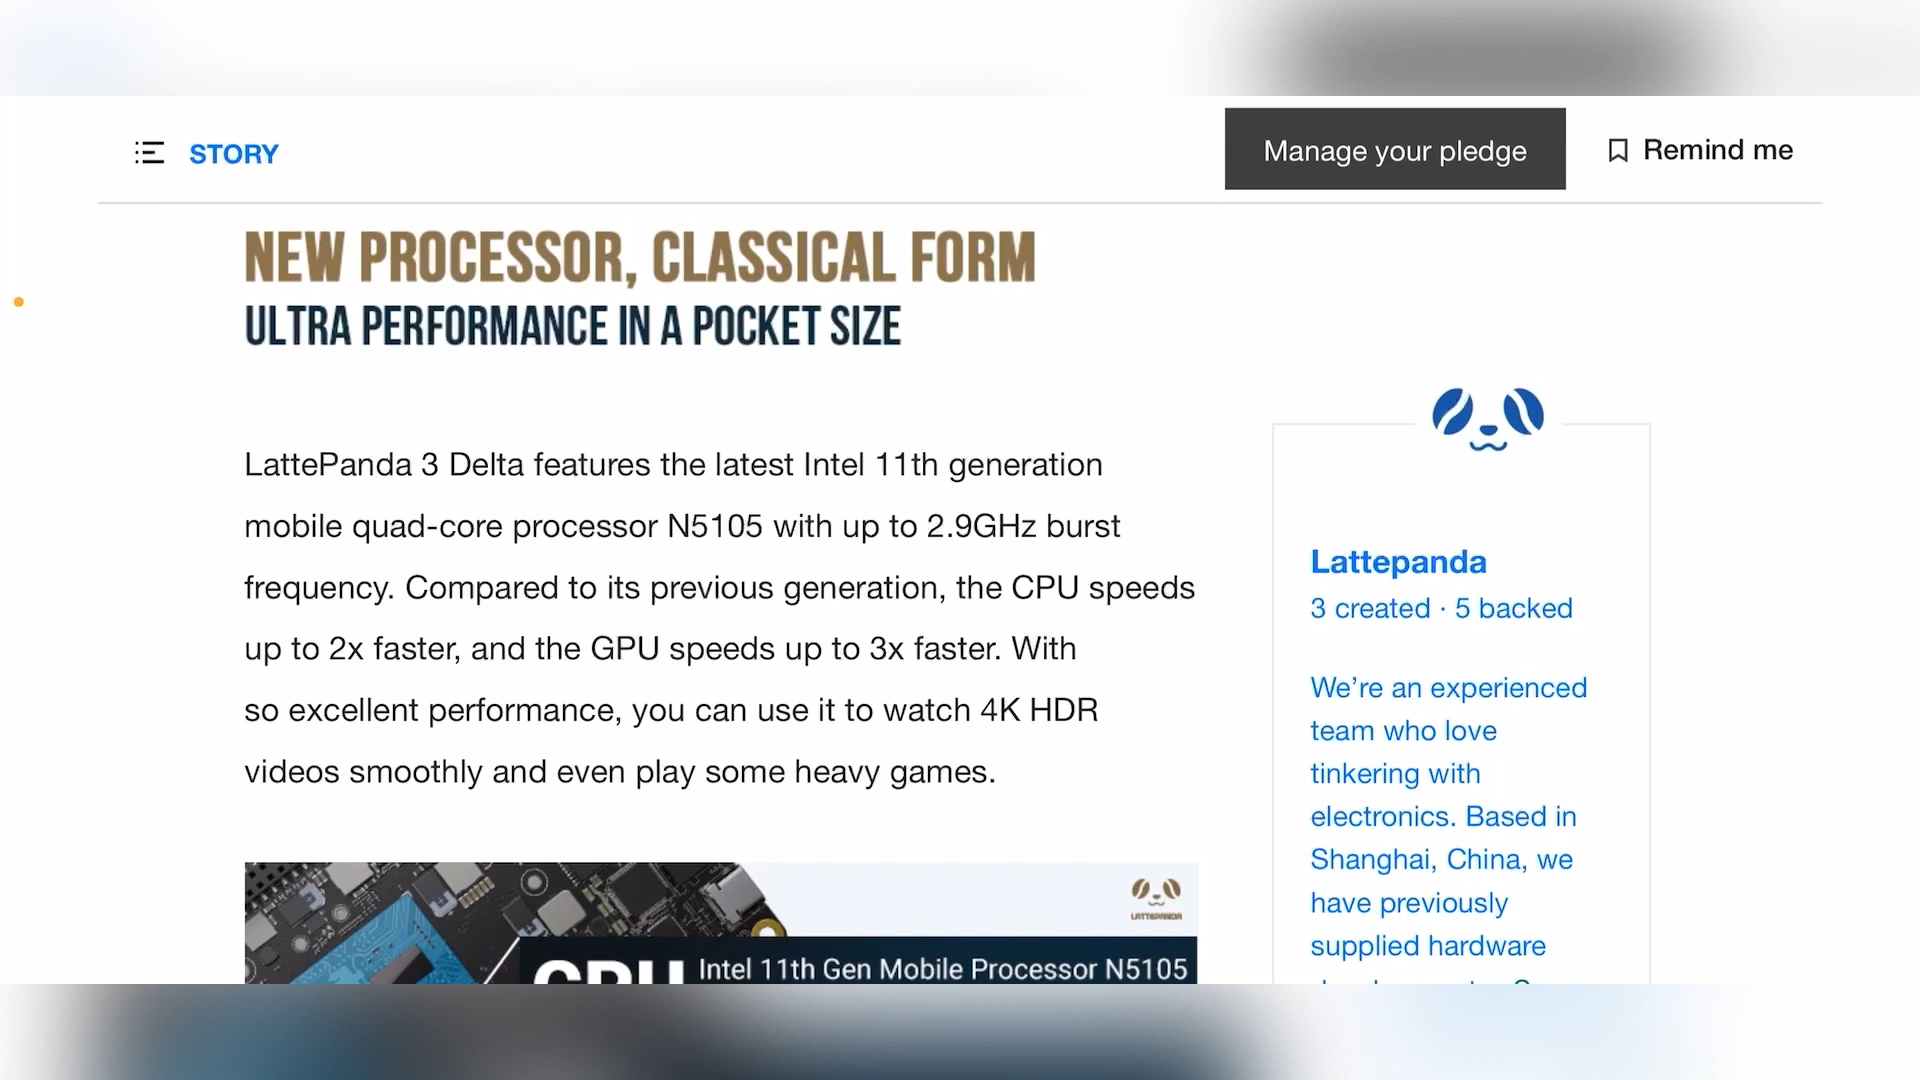 STORY
Manage your pledge
Remind me
NEW PROCESSOR, CLASSICAL FORM
ULTRA PERFORMANCE IN A POCKET SIZE
LattePanda 3 Delta features the latest Intel 11th generation
mobile quad-core processor N5105 with up to 2.9GHz burst
frequency. Compared to its previous generation, the CPU speeds
up to 2x faster, and the GPU speeds up to 3x faster. With
so excellent performance, you can use it to watch 4K HDR
videos smoothly and even play some heavy games.
LATTEPANDA
CPU Intel 11th Gen Mobile Processor N5105
Lattepanda
3 created · 5 backed
We’re an experienced
team who love
tinkering with
electronics. Based in
Shanghai, China, we
have previously
supplied hardware